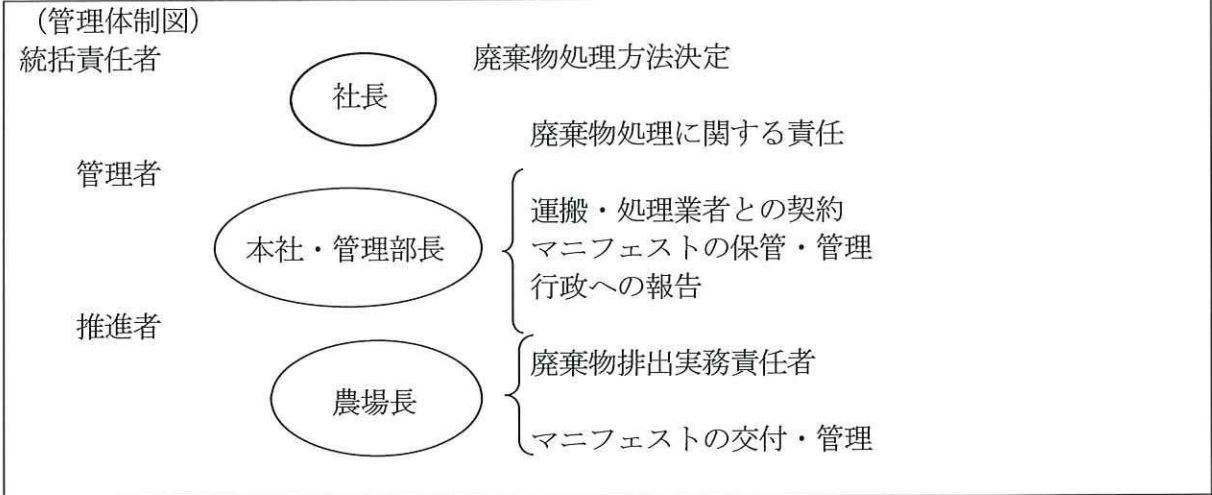 （管理体制図）
統括責任者
廃棄物処理方法決定
社長
廃棄物処理に関する責任
管理者
運搬・処理業者との契約
本社・管理部長
マニフェストの保管・管理
行政への報告
推進者
廃棄物排出実務責任者
農場長
マニフェストの交付・管理